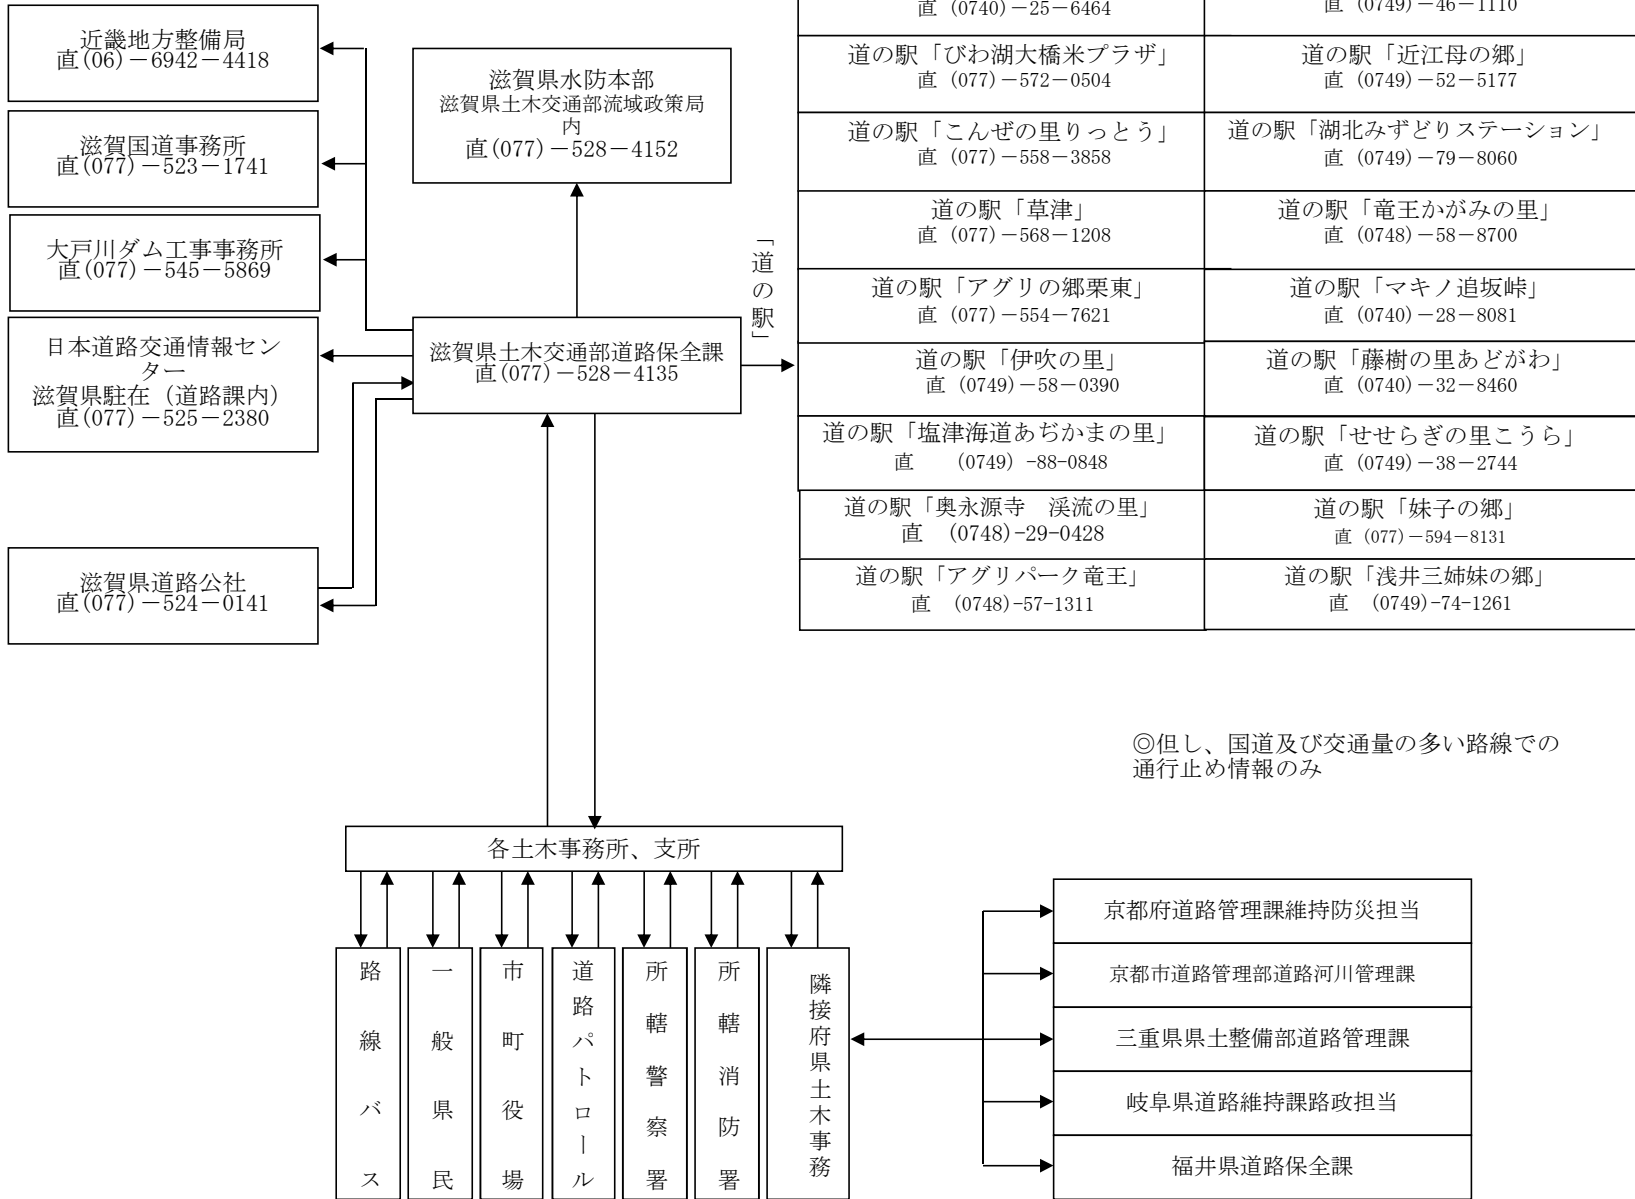 近畿地方整備局
直(06)－6942－4418
滋賀国道事務所
直(077)－523－1741
大戸川ダム工事事務所
直(077)－545－5869
日本道路交通情報セン
ター
滋賀県駐在（道路課内）
直(077)－525－2380
滋賀県道路公社
直(077)－524－0141
滋賀県水防本部
滋賀県土木交通部流域政策局
内
直(077)－528－4152
滋賀県土木交通部道路保全課
直(077)－528－4135
「道の駅」
直 (0740)－25－6464
直 (0749)－46－1110
道の駅「びわ湖大橋米プラザ」
直 (077)－572－0504
道の駅「近江母の郷」
直 (0749)－52－5177
道の駅「こんぜの里りっとう」
直 (077)－558－3858
道の駅「湖北みずどりステーション」
直 (0749)－79－8060
道の駅「草津」
直 (077)－568－1208
道の駅「竜王かがみの里」
直 (0748)－58－8700
道の駅「アグリの郷栗東」
直 (077)－554－7621
道の駅「マキノ追坂峠」
直 (0740)－28－8081
道の駅「伊吹の里」
直 (0749)－58－0390
道の駅「藤樹の里あどがわ」
直 (0740)－32－8460
道の駅「塩津海道あぢかまの里」
直　(0749) -88-0848
道の駅「せせらぎの里こうら」
直 (0749)－38－2744
道の駅「奥永源寺　渓流の里」
直　(0748)-29-0428
道の駅「妹子の郷」
直 (077)－594－8131
道の駅「アグリパーク竜王」
直　(0748)-57-1311
道の駅「浅井三姉妹の郷」
直　(0749)-74-1261
◎但し、国道及び交通量の多い路線での
通行止め情報のみ
各土木事務所、支所
路線バス
一般県民
市町役場
道路パトロール
所轄警察署
所轄消防署
隣接府県土木事務
京都府道路管理課維持防災担当
京都市道路管理部道路河川管理課
三重県県土整備部道路管理課
岐阜県道路維持課路政担当
福井県道路保全課